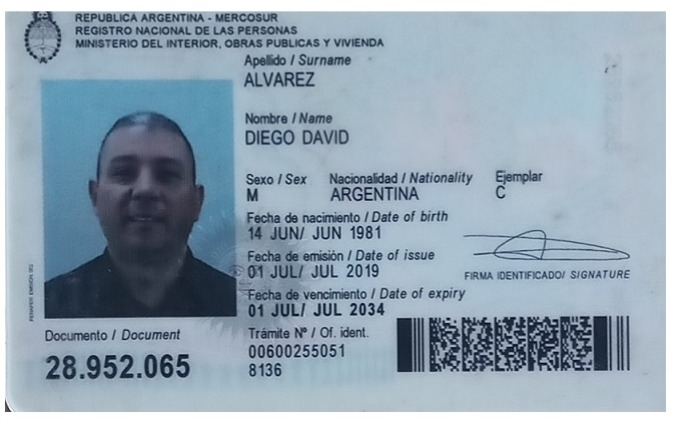 REPUBLICA ARGENTINA - MERCOSUR
REGISTRO NACIONAL DE LAS PERSONAS
MINISTERIO DEL INTERIOR, OBRAS PUBLICAS Y VIVIENDA
Apellido / Surname
ALVAREZ
Nombre / Name
DIEGO DAVID
Sexo / Sex Nacionalidad / Nationality Ejemplar
M ARGENTINA C
Fecha de nacimiento / Date of birth
14 JUN/ JUN 1981
Fecha de emisión / Date of issue
01 JUL/ JUL 2019
FIRMA IDENTIFICADO/ SIGNATURE
Fecha de vencimiento / Date of expiry
01 JUL/ JUL 2034
Documento / Document
28.952.065
Trámite Nº / Of. ident.
00600255051
8136